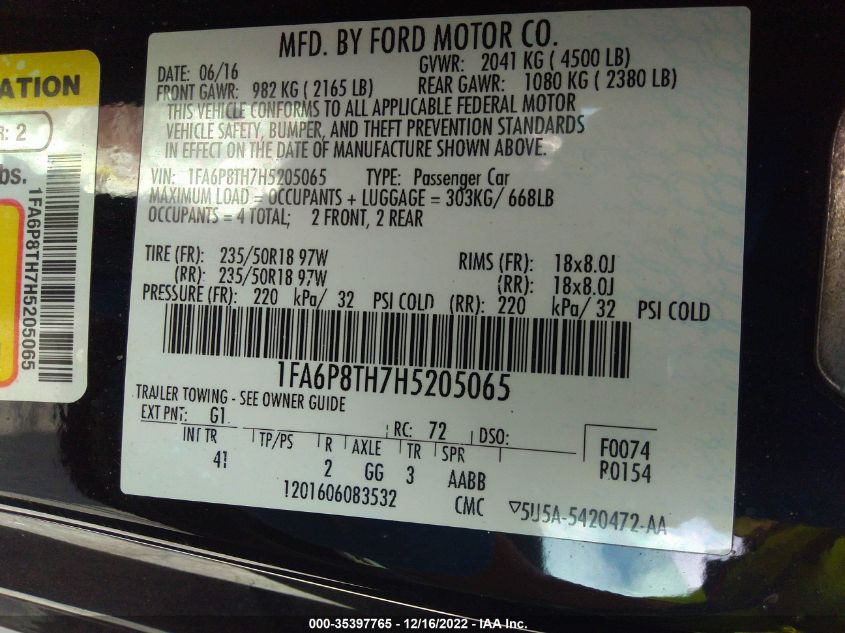 MFD. BY FORD MOTOR CO.
DATE: 06/16 GVWR: 2041 KG ( 4500 LB)
FRONT GAWR: 982 KG ( 2165 LB) REAR GAWR: 1080 KG ( 2380 LB)
THIS VEHICLE CONFORMS TO ALL APPLICABLE FEDERAL MOTOR
VEHICLE SAFETY, BUMPER, AND THEFT PREVENTION STANDARDS
IN EFFECT ON THE DATE OF MANUFACTURE SHOWN ABOVE.
VIN: 1FA6P8TH7H5205065 TYPE: Passenger Car
MAXIMUM LOAD = OCCUPANTS + LUGGAGE = 303KG/ 668LB
OCCUPANTS = 4 TOTAL; 2 FRONT, 2 REAR
TIRE (FR): 235/50R18 97W RIMS (FR): 18x8.0J
(RR): 235/50R18 97W (RR): 18x8.0J
PRESSURE (FR): 220 kPa/ 32 PSI COLD (RR): 220 kPa/ 32 PSI COLD
1FA6P8TH7H5205065
TRAILER TOWING - SEE OWNER GUIDE
EXT PNT: G1 RC: 72 DSO: F0074
INT TR TP/PS R AXLE TR SPR R0154
41 2 GG 3 AABB
1201606083532 CMC ▽5U5A-5420472-AA
ATION
R: 2
bs.
1FA6P8TH7H5205065
000-35397765 - 12/16/2022 - IAA Inc.